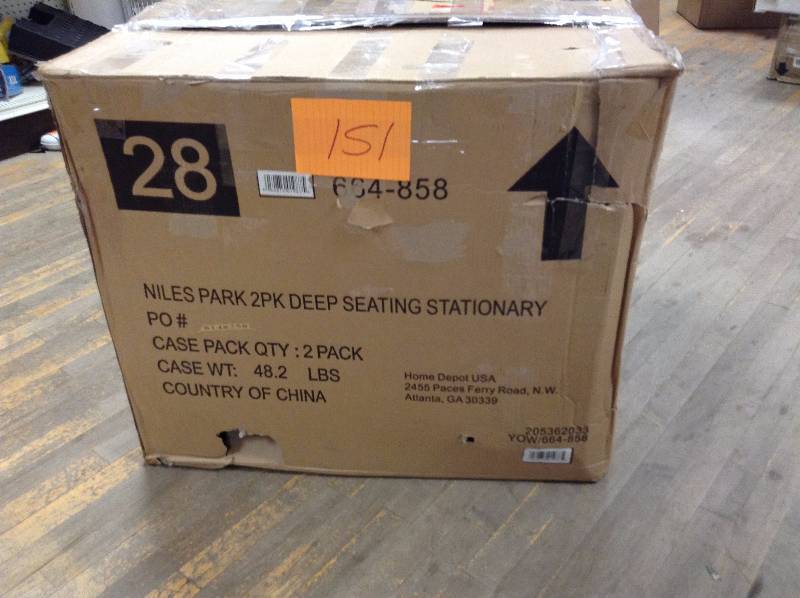 151
28
664-858
NILES PARK 2PK DEEP SEATING STATIONARY
PO #
CASE PACK QTY : 2 PACK
CASE WT: 48.2 LBS
COUNTRY OF CHINA
Home Depot USA
2455 Paces Ferry Road, N.W.
Atlanta, GA 30339
205362033
YOW/664-858